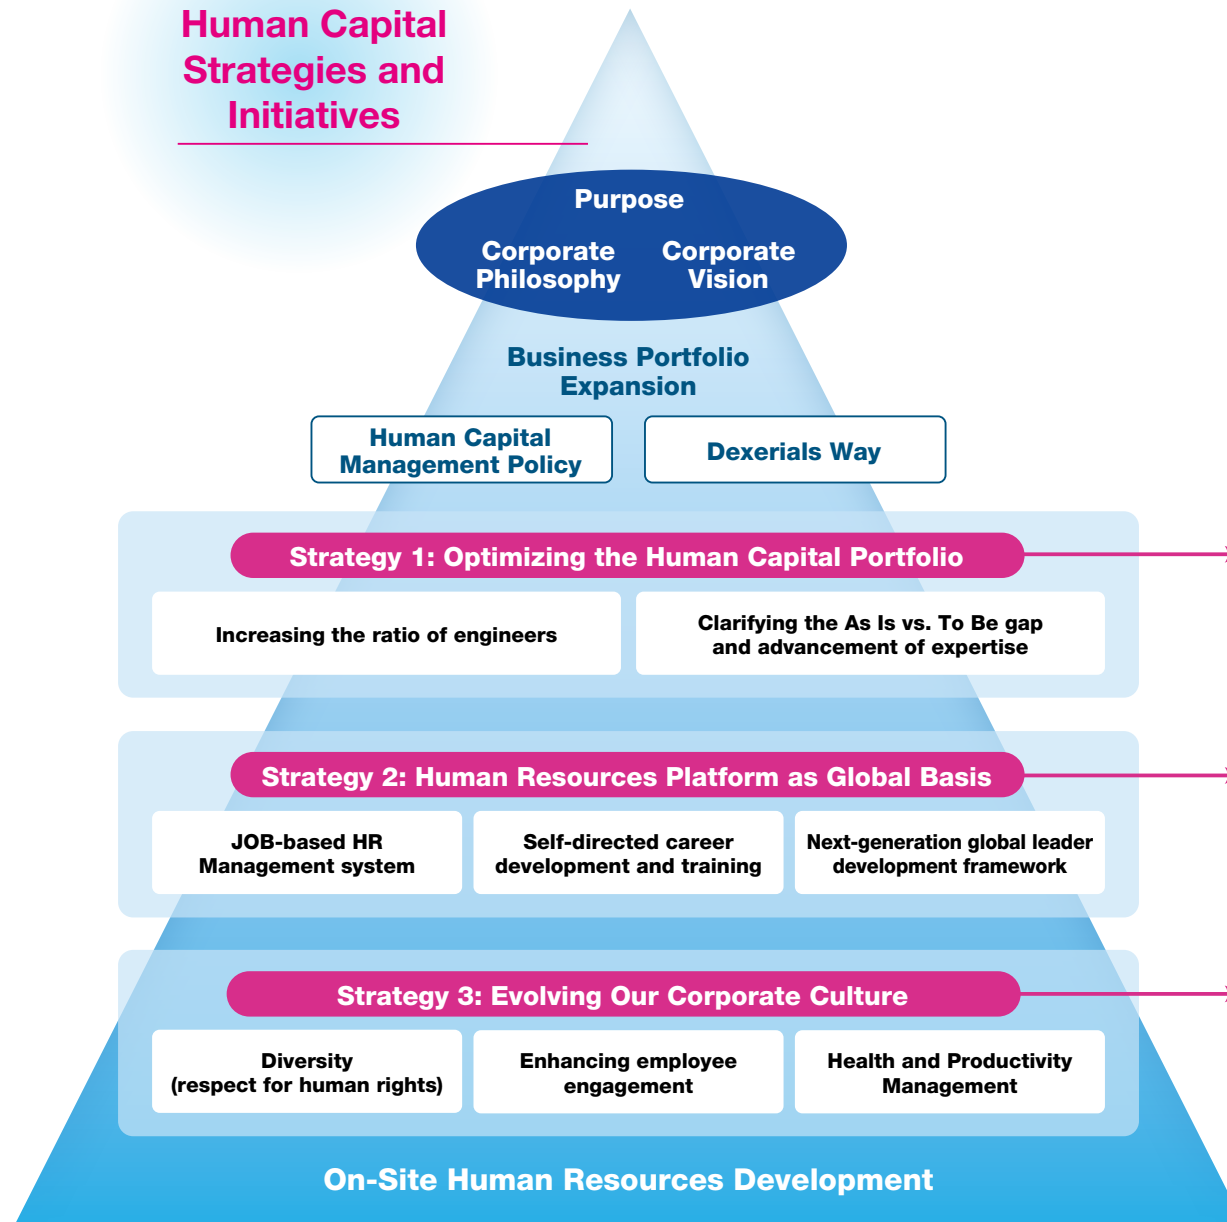 Human Capital
Strategies and
Initiatives
Purpose
Corporate
Philosophy
Corporate
Vision
Business Portfolio
Expansion
Human Capital
Management Policy
Dexerials Way
Strategy 1: Optimizing the Human Capital Portfolio
Increasing the ratio of engineers
Clarifying the As Is vs. To Be gap
and advancement of expertise
Strategy 2: Human Resources Platform as Global Basis
JOB-based HR
Management system
Self-directed career
development and training
Next-generation global leader
development framework
Strategy 3: Evolving Our Corporate Culture
Diversity
(respect for human rights)
Enhancing employee
engagement
Health and Productivity
Management
On-Site Human Resources Development